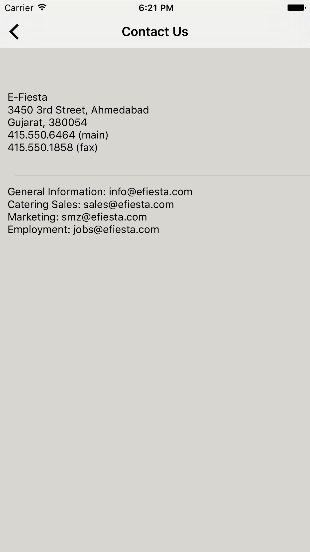 Carrier 6:21 PM
Contact Us
E-Fiesta
3450 3rd Street, Ahmedabad
Gujarat, 380054
415.550.6464 (main)
415.550.1858 (fax)
General Information: info@efiesta.com
Catering Sales: sales@efiesta.com
Marketing: smz@efiesta.com
Employment: jobs@efiesta.com